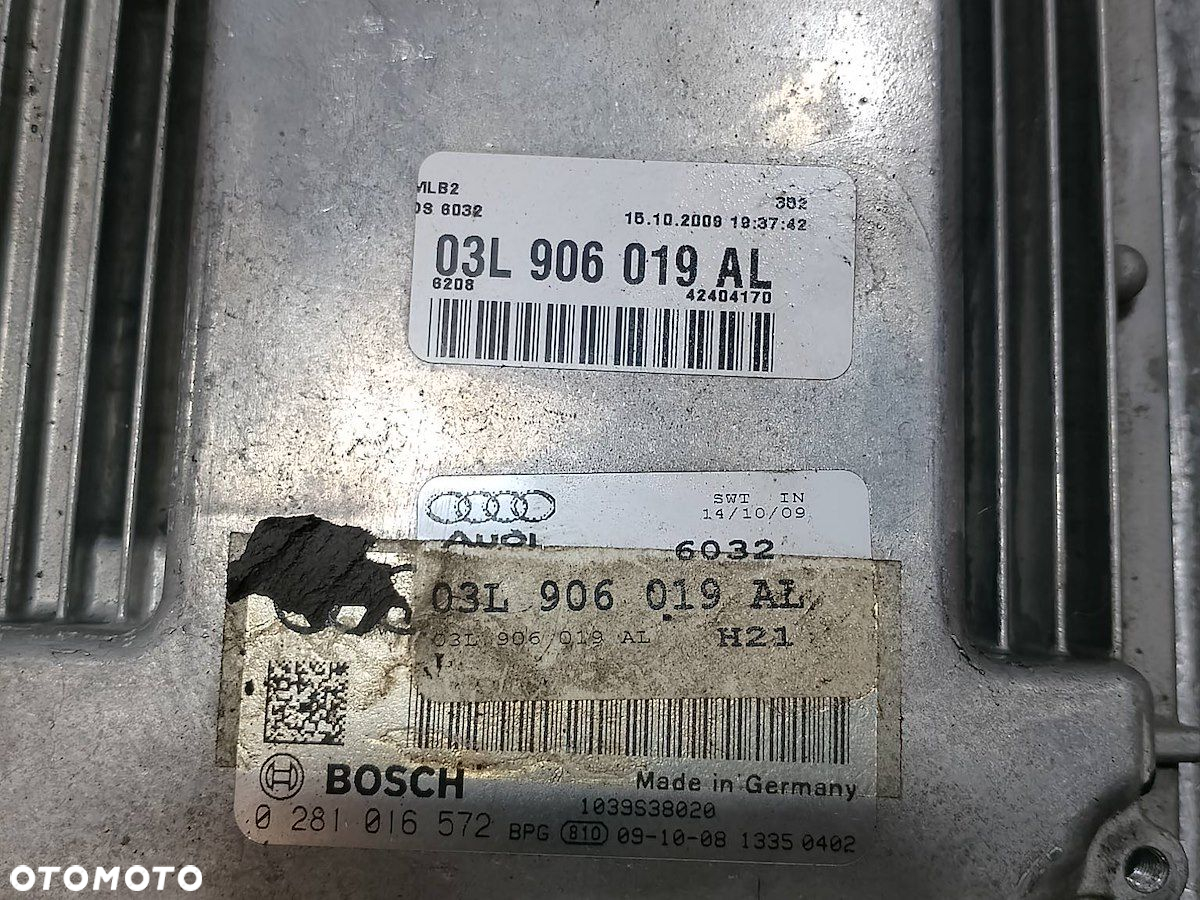 MLB2
302
DS 6032
15.10.2009 19:37:42
03L 906 019 AL
6208
42404170
SWT IN
14/10/09
Audi
6032
03L 906 019 AL
03L 906 019 AL
H21
BOSCH
Made in Germany
1039S38020
0 281 016 572 BPG 810 09-10-08 1335 0402
OTOMOTO